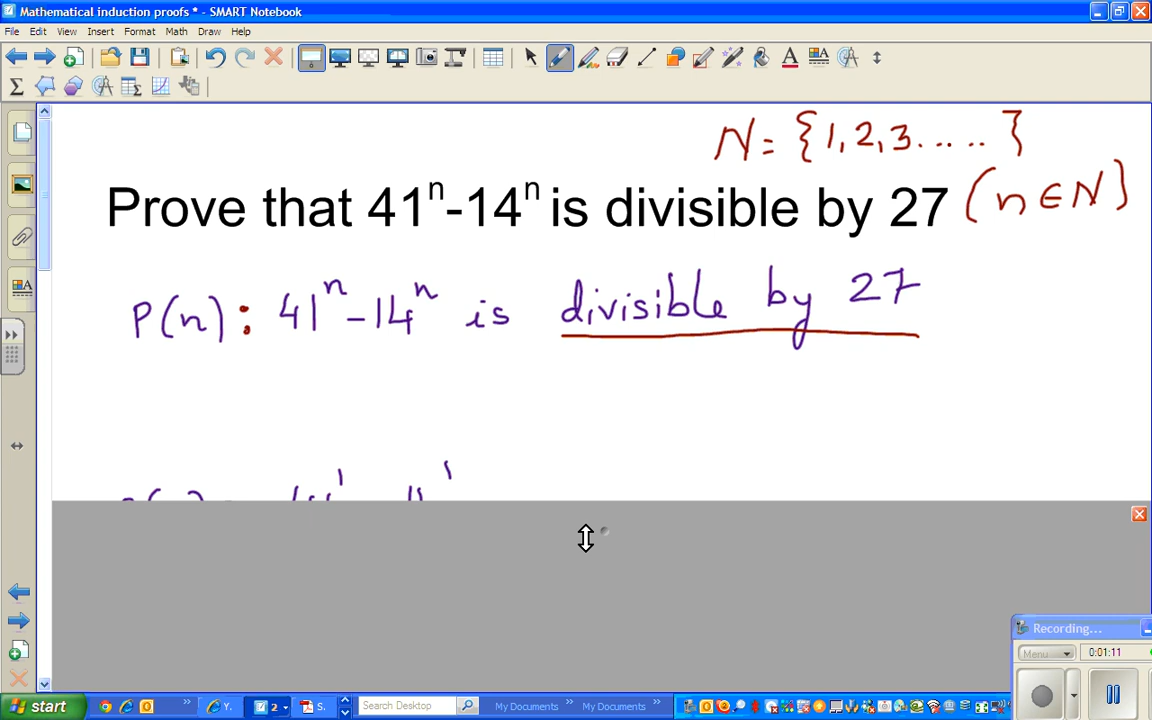 Mathematical induction proofs * - SMART Notebook
File Edit View Insert Format Math Draw Help
N = {1, 2, 3.....}
Prove that 41ⁿ-14ⁿ is divisible by 27 (n ∈ N)
P(n): 41ⁿ - 14ⁿ is divisible by 27
Recording...
Menu 0:01:11
start Y. 2 S. Search Desktop My Documents » My Documents »